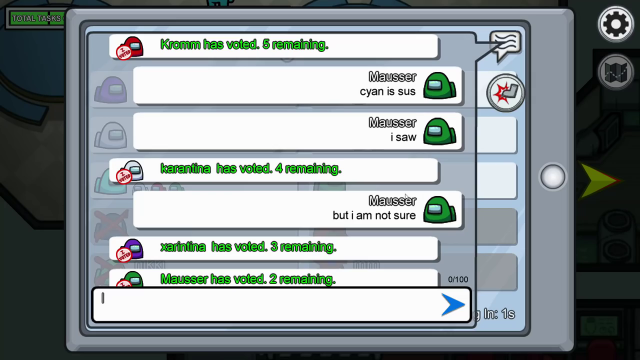 TOTAL TASKS
Kromm has voted. 5 remaining.
Mausser
cyan is sus
Mausser
i saw
karantina has voted. 4 remaining.
Mausser
but i am not sure
xarintina has voted. 3 remaining.
Mausser has voted. 2 remaining.
0/100
g In: 1s